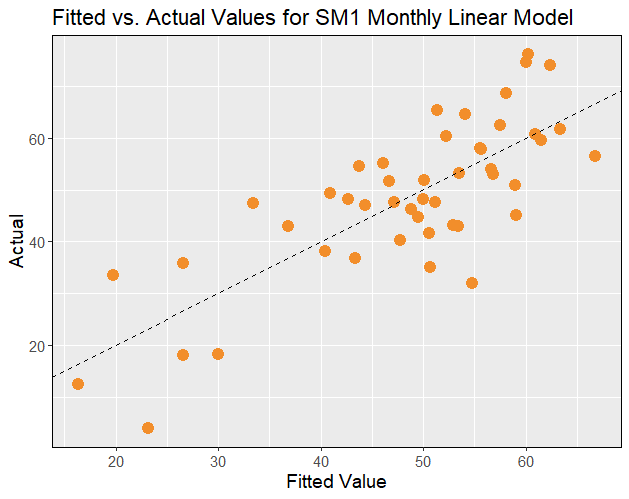 Fitted vs. Actual Values for SM1 Monthly Linear Model
Actual
60
40
20
20 30 40 50 60
Fitted Value